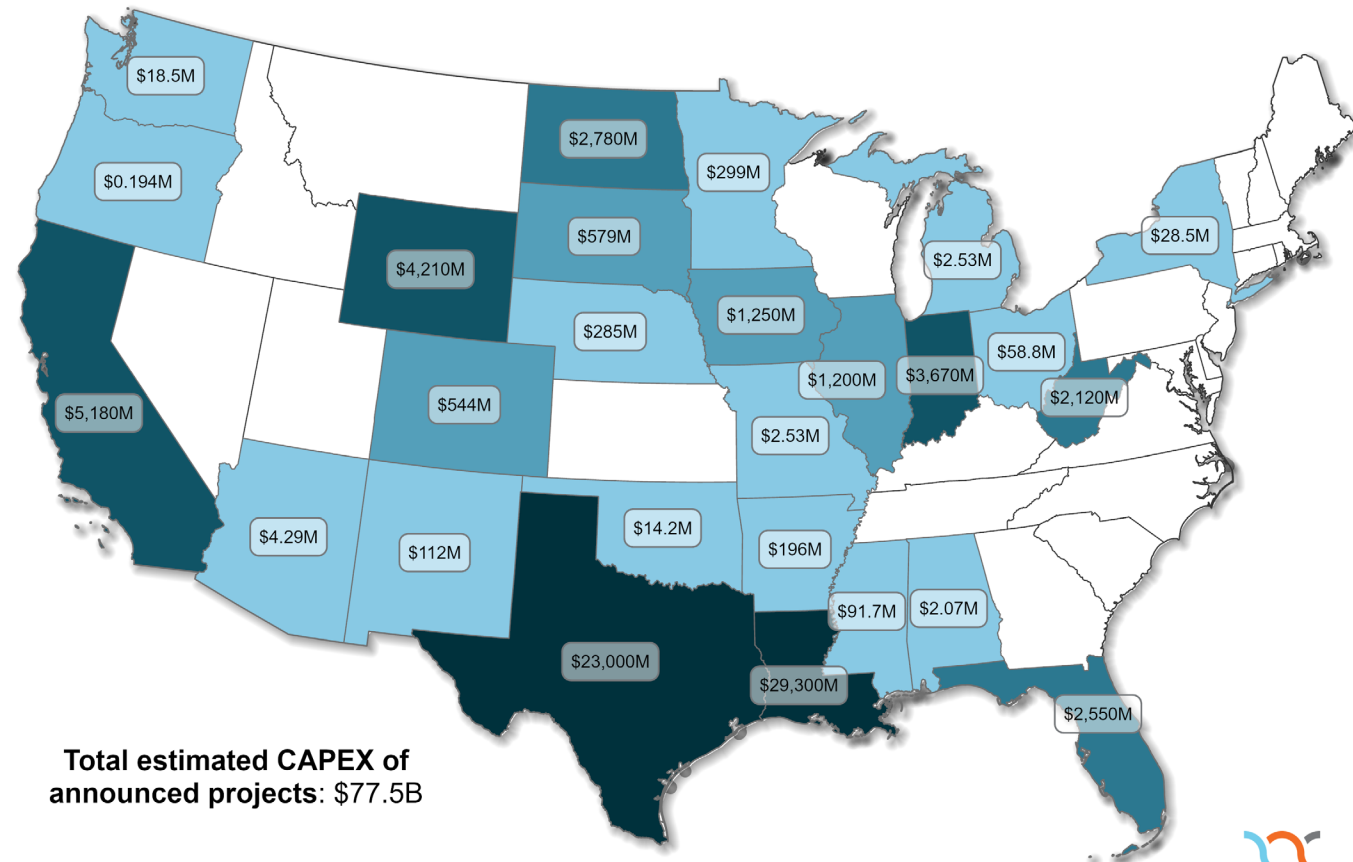 $18.5M
$2,780M
$299M
$0.194M
$28.5M
$579M
$2.53M
$4,210M
$1,250M
$285M
$58.8M
$1,200M
$3,670M
$2,120M
$544M
$5,180M
$2.53M
$14.2M
$4.29M
$112M
$196M
$91.7M
$2.07M
$23,000M
$29,300M
$2,550M
Total estimated CAPEX of
announced projects: $77.5B